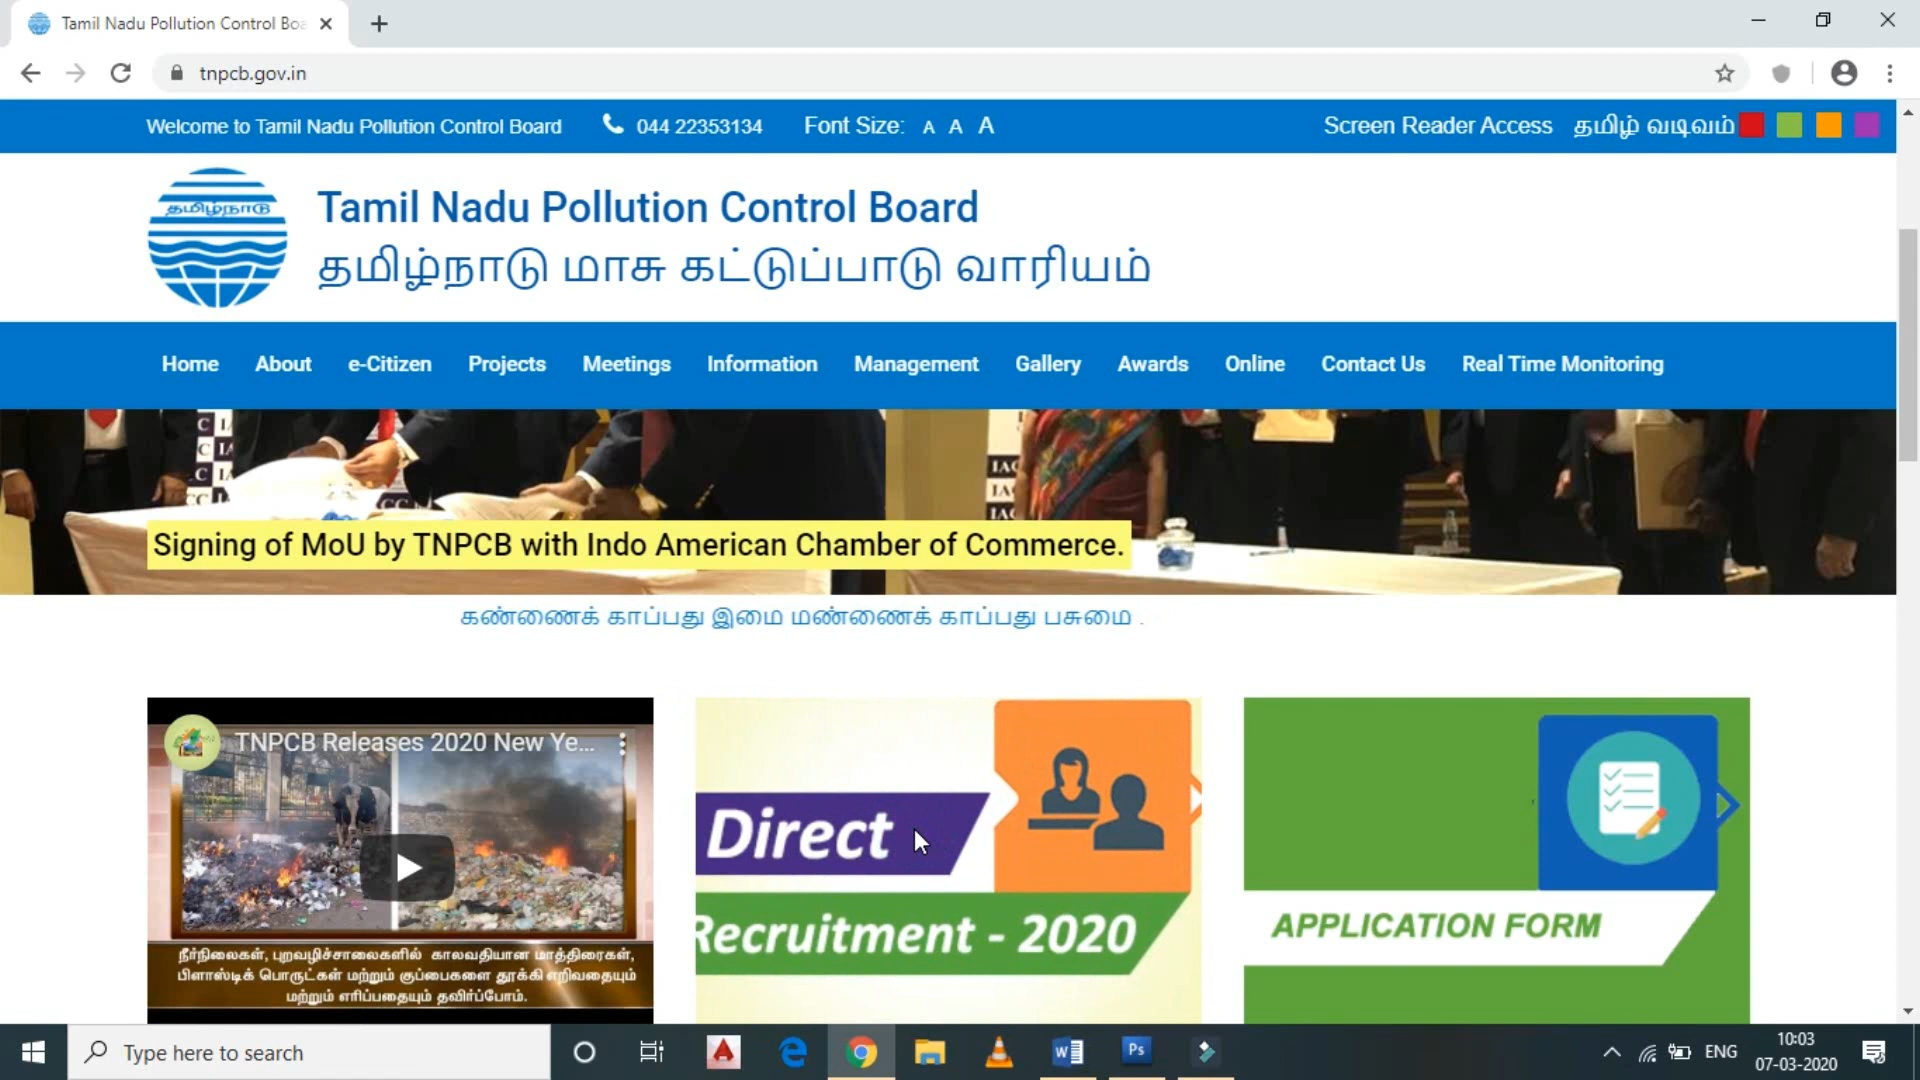 Tamil Nadu Pollution Control Boa
tnpcb.gov.in
Welcome to Tamil Nadu Pollution Control Board 044 22353134 Font Size: A A A Screen Reader Access தமிழ் வடிவம்
தமிழ்நாடு
Tamil Nadu Pollution Control Board
தமிழ்நாடு மாசு கட்டுப்பாடு வாரியம்
Home About e-Citizen Projects Meetings Information Management Gallery Awards Online Contact Us Real Time Monitoring
Signing of MoU by TNPCB with Indo American Chamber of Commerce.
கண்ணைக் காப்பது இமை மண்ணைக் காப்பது பசுமை .
TNPCB Releases 2020 New Ye...
நீர்நிலைகள், புறவழிச்சாலைகளில் காலவதியான மாத்திரைகள்,
பிளாஸ்டிக் பொருட்கள் மற்றும் குப்பைகளை தூக்கி எறிவதையும்
மற்றும் எரிப்பதையும் தவிர்ப்போம்.
Direct
Recruitment - 2020
APPLICATION FORM
Type here to search
ENG
10:03
07-03-2020